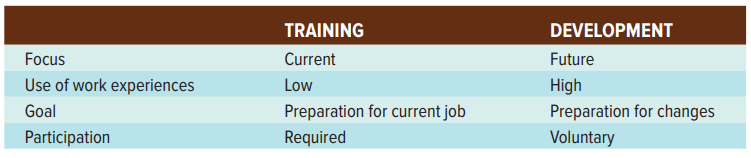 TRAINING DEVELOPMENT
Focus Current Future
Use of work experiences Low High
Goal Preparation for current job Preparation for changes
Participation Required Voluntary